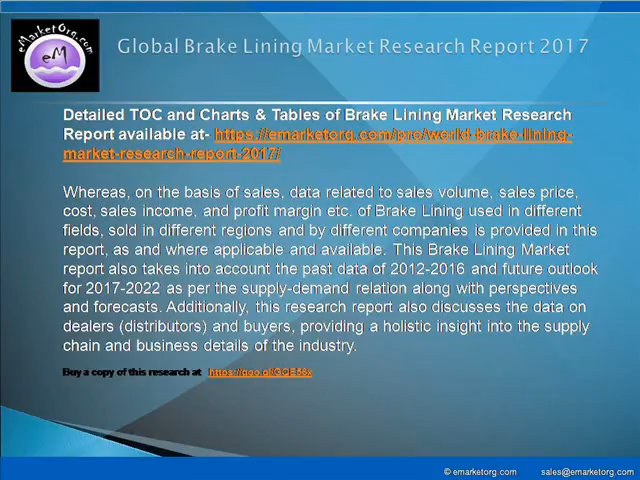 eMarketOrg.com
eM
Global Brake Lining Market Research Report 2017
Detailed TOC and Charts & Tables of Brake Lining Market Research
Report available at- https://emarketorg.com/pro/world-brake-lining-
market-research-report-2017/
Whereas, on the basis of sales, data related to sales volume, sales price,
cost, sales income, and profit margin etc. of Brake Lining used in different
fields, sold in different regions and by different companies is provided in this
report, as and where applicable and available. This Brake Lining Market
report also takes into account the past data of 2012-2016 and future outlook
for 2017-2022 as per the supply-demand relation along with perspectives
and forecasts. Additionally, this research report also discusses the data on
dealers (distributors) and buyers, providing a holistic insight into the supply
chain and business details of the industry.
Buy a copy of this research at
© emarketorg.com sales@emarketorg.com